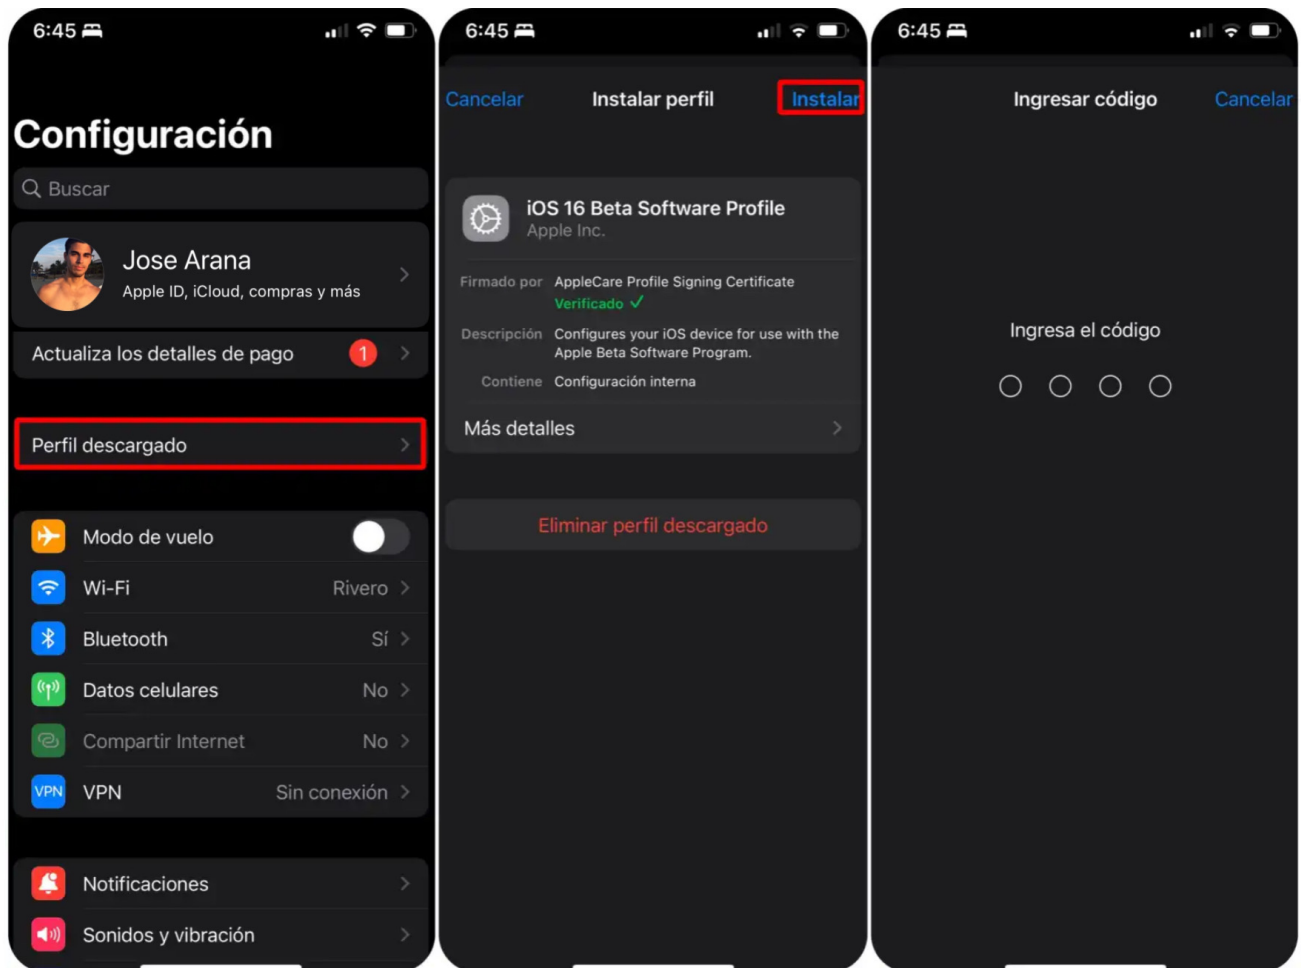 6:45
Configuración
Buscar
Jose Arana
Apple ID, iCloud, compras y más
Actualiza los detalles de pago 1
Perfil descargado
Modo de vuelo
Wi-Fi Rivero
Bluetooth Sí
Datos celulares No
Compartir Internet No
VPN VPN Sin conexión
Notificaciones
Sonidos y vibración
6:45
Cancelar Instalar perfil Instalar
iOS 16 Beta Software Profile
Apple Inc.
Firmado por AppleCare Profile Signing Certificate
Verificado
Descripción Configures your iOS device for use with the
Apple Beta Software Program.
Contiene Configuración interna
Más detalles
Eliminar perfil descargado
6:45
Ingresar código Cancelar
Ingresa el código